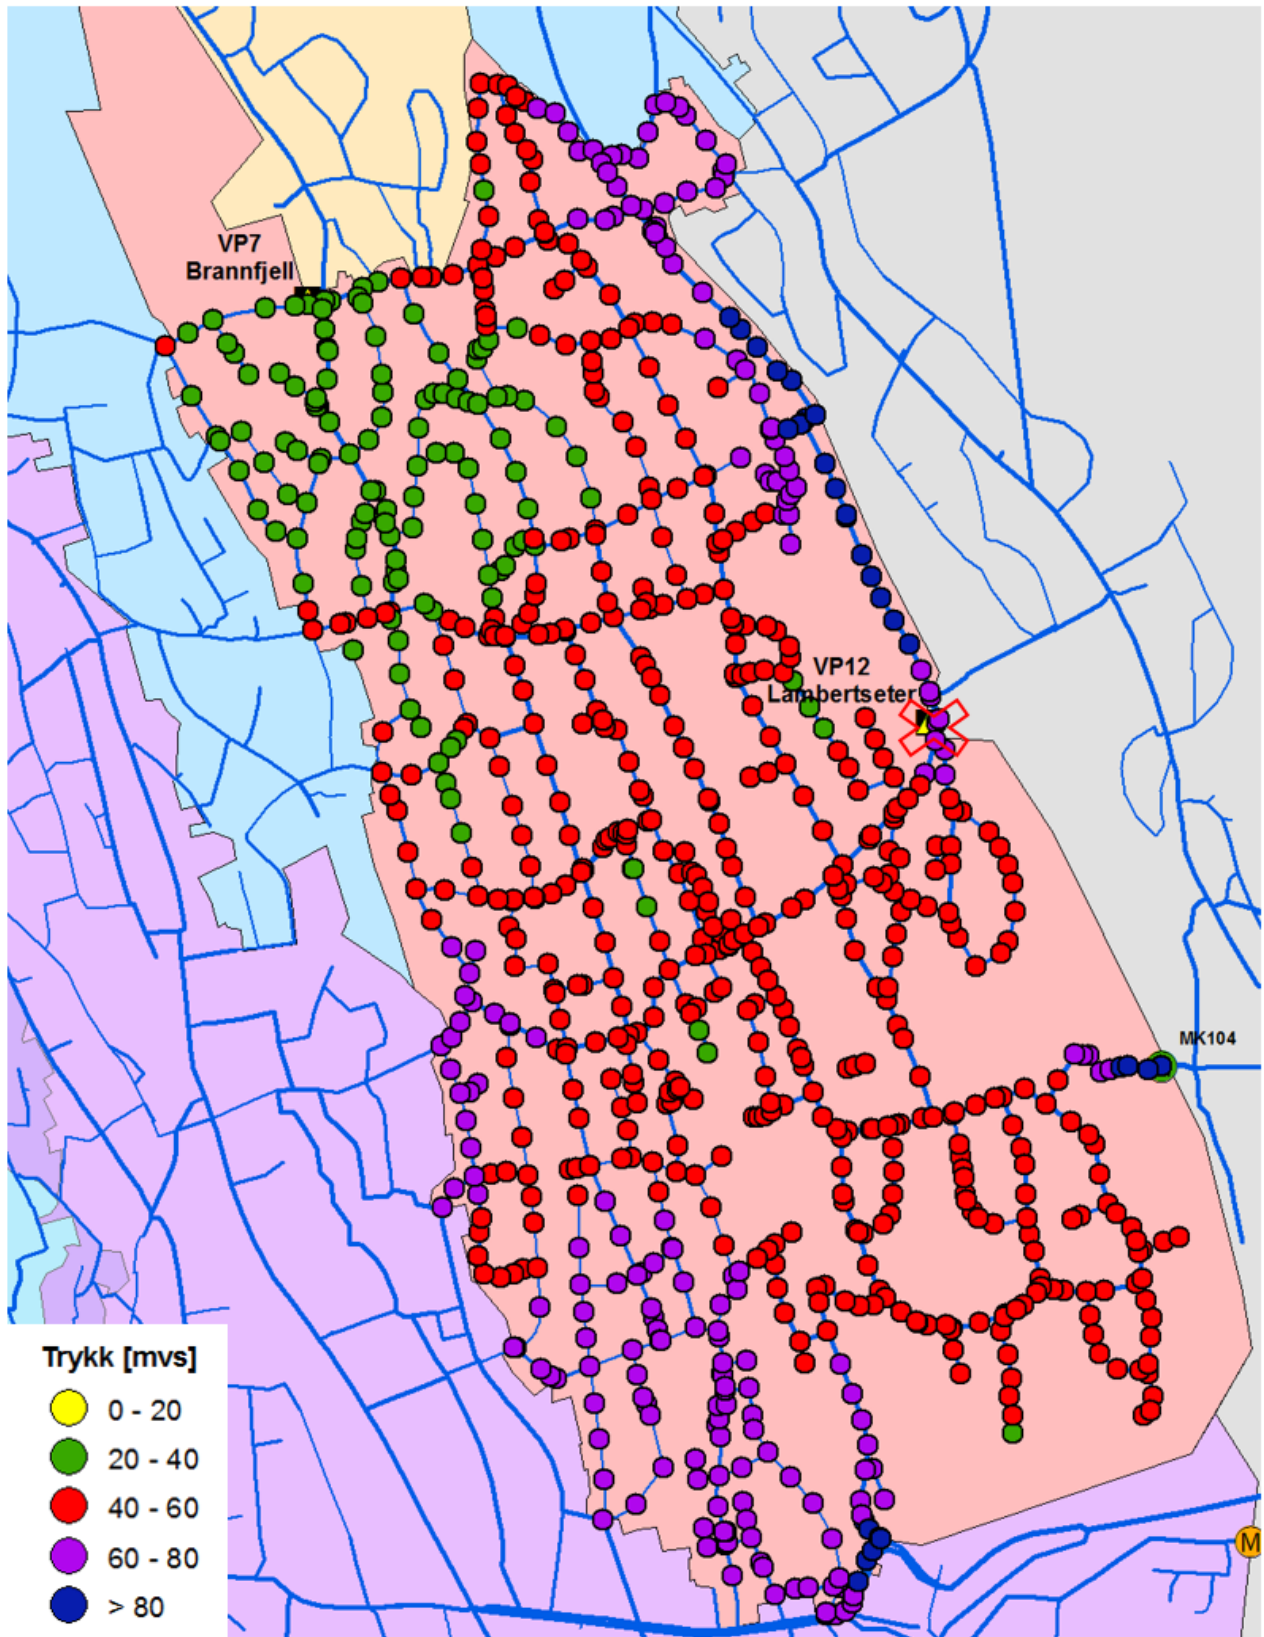 VP7
Brannfjell
VP12
Lambertseter
MK104
Trykk [mvs]
0 - 20
20 - 40
40 - 60
60 - 80
> 80
M